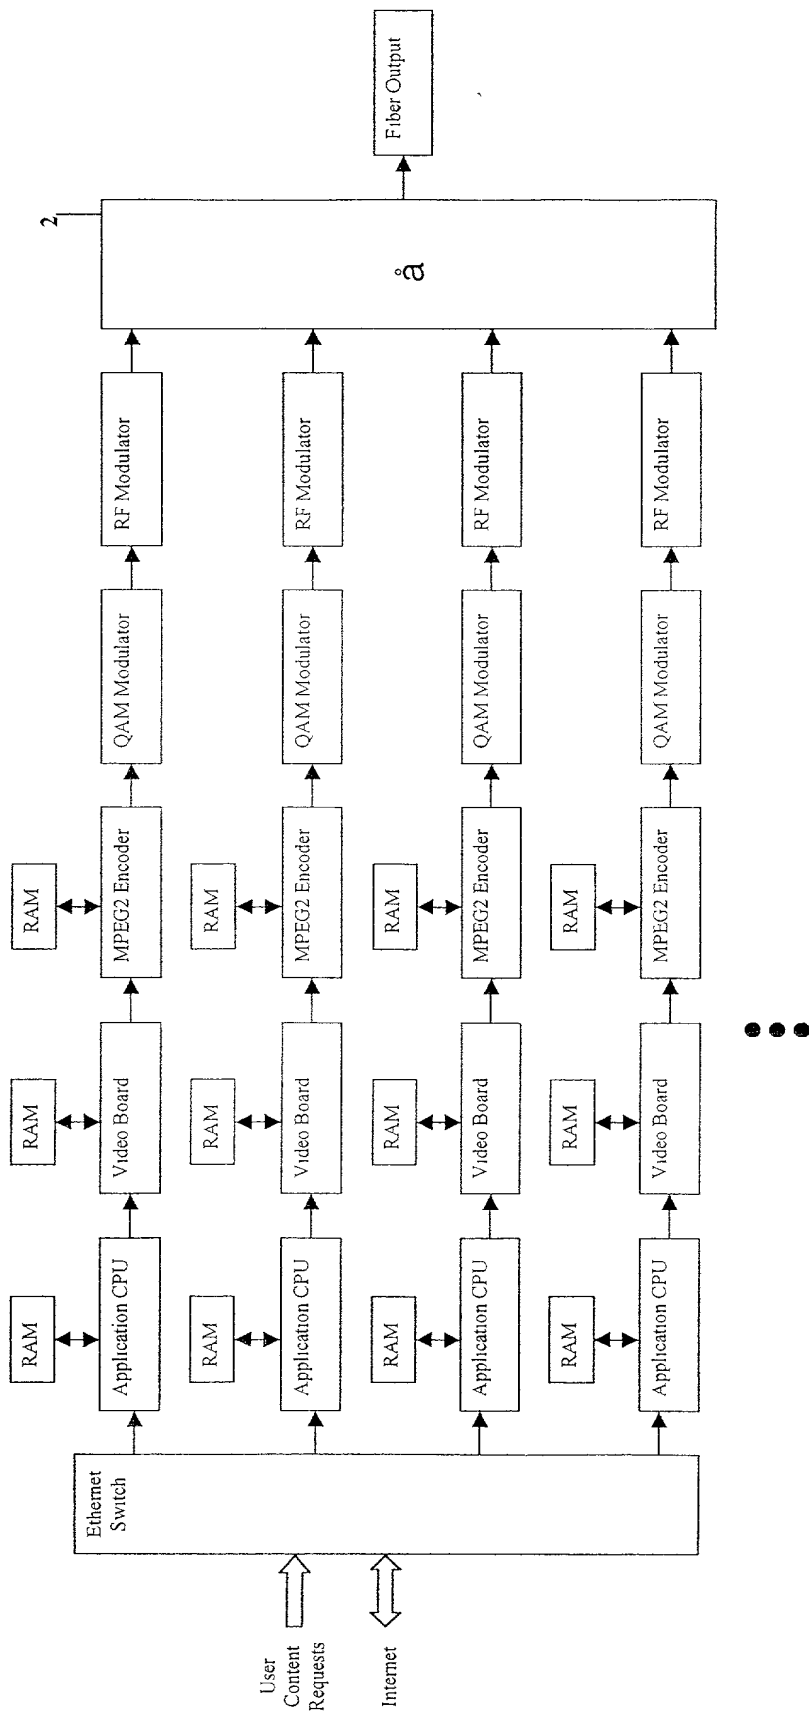 Ethernet
Switch
User
Content
Requests
Internet
RAM
RAM
RAM
Application CPU
Video Board
MPEG2 Encoder
QAM Modulator
RF Modulator
RAM
RAM
RAM
Application CPU
Video Board
MPEG2 Encoder
QAM Modulator
RF Modulator
RAM
RAM
RAM
Application CPU
Video Board
MPEG2 Encoder
QAM Modulator
RF Modulator
RAM
RAM
RAM
Application CPU
Video Board
MPEG2 Encoder
QAM Modulator
RF Modulator
2
å
Fiber Output